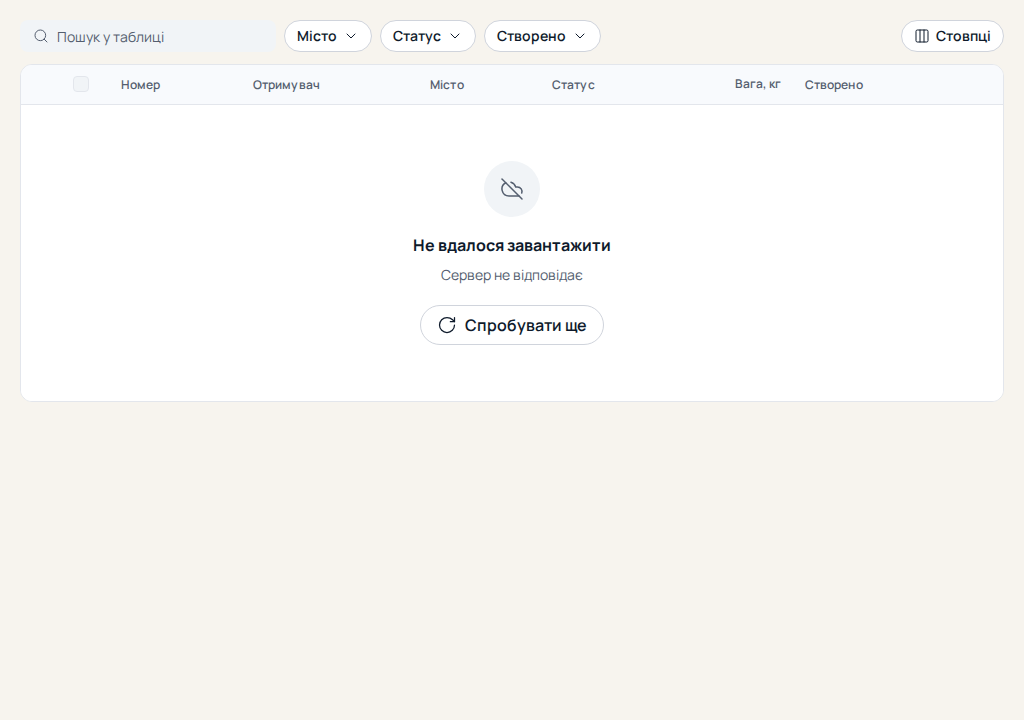 Пошук у таблиці
Місто
Статус
Створено
Стовпці
Номер
Отримувач
Місто
Статус
Вага, кг
Створено
Не вдалося завантажити
Сервер не відповідає
Спробувати ще